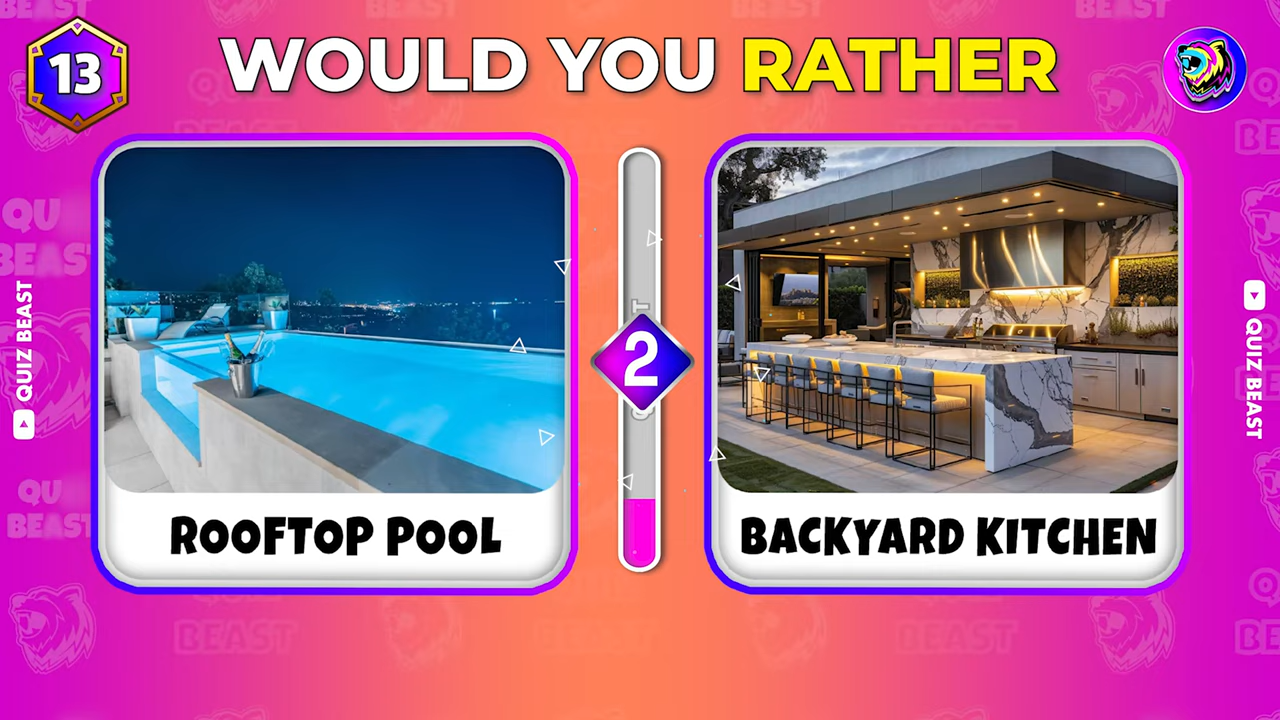 13
WOULD YOU RATHER
QUIZ BEAST
2
QUIZ BEAST
ROOFTOP POOL
BACKYARD KITCHEN